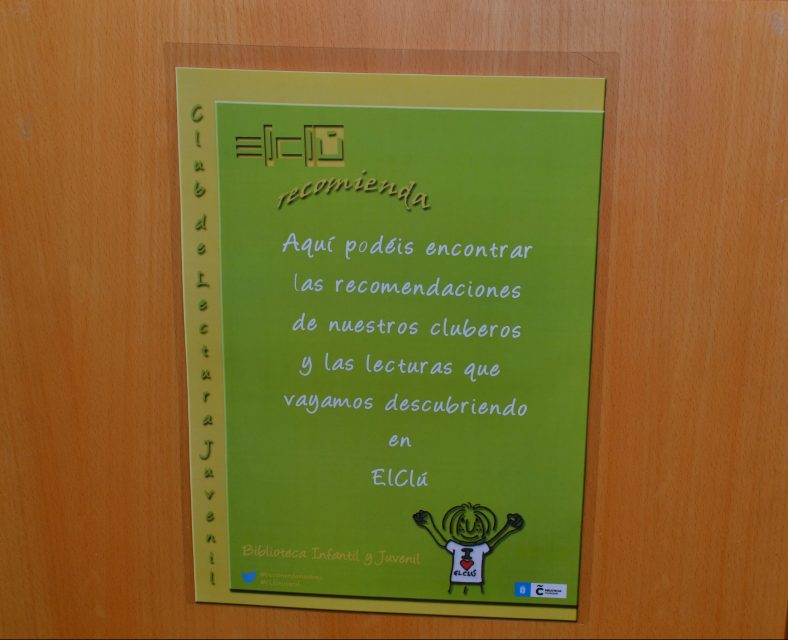 Club de Lectura Juvenil
ElClú
recomienda
Aquí podéis encontrar
las recomendaciones
de nuestros cluberos
y las lecturas que
vayamos descubriendo
en
ElClú
I
ELCLÚ
Biblioteca Infantil y Juvenil